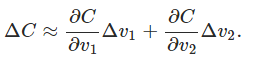 ΔC ≈ ∂C/∂v₁ Δv₁ + ∂C/∂v₂ Δv₂.